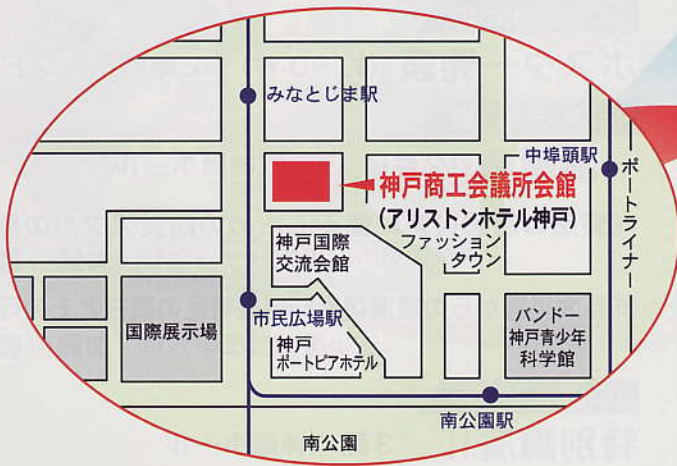 みなとじま駅
中埠頭駅
ポートライナー
神戸商工会議所会館
(アリストンホテル神戸)
ファッション
タウン
神戸国際
交流会館
市民広場駅
国際展示場
神戸
ポートピアホテル
バンドー
神戸青少年
科学館
南公園駅
南公園